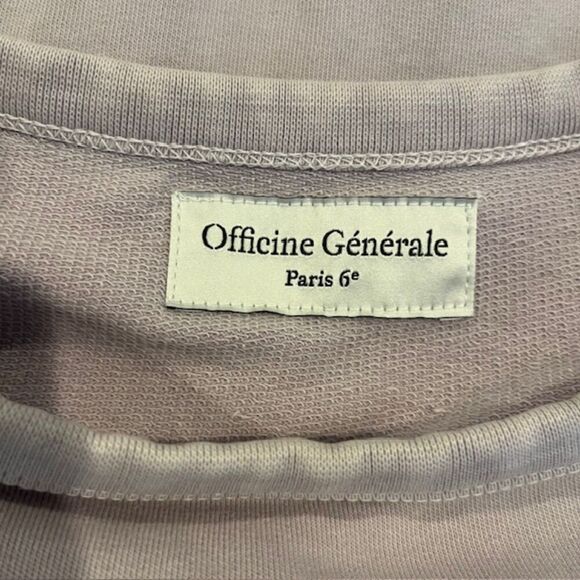 Officine Générale
Paris 6ᵉ